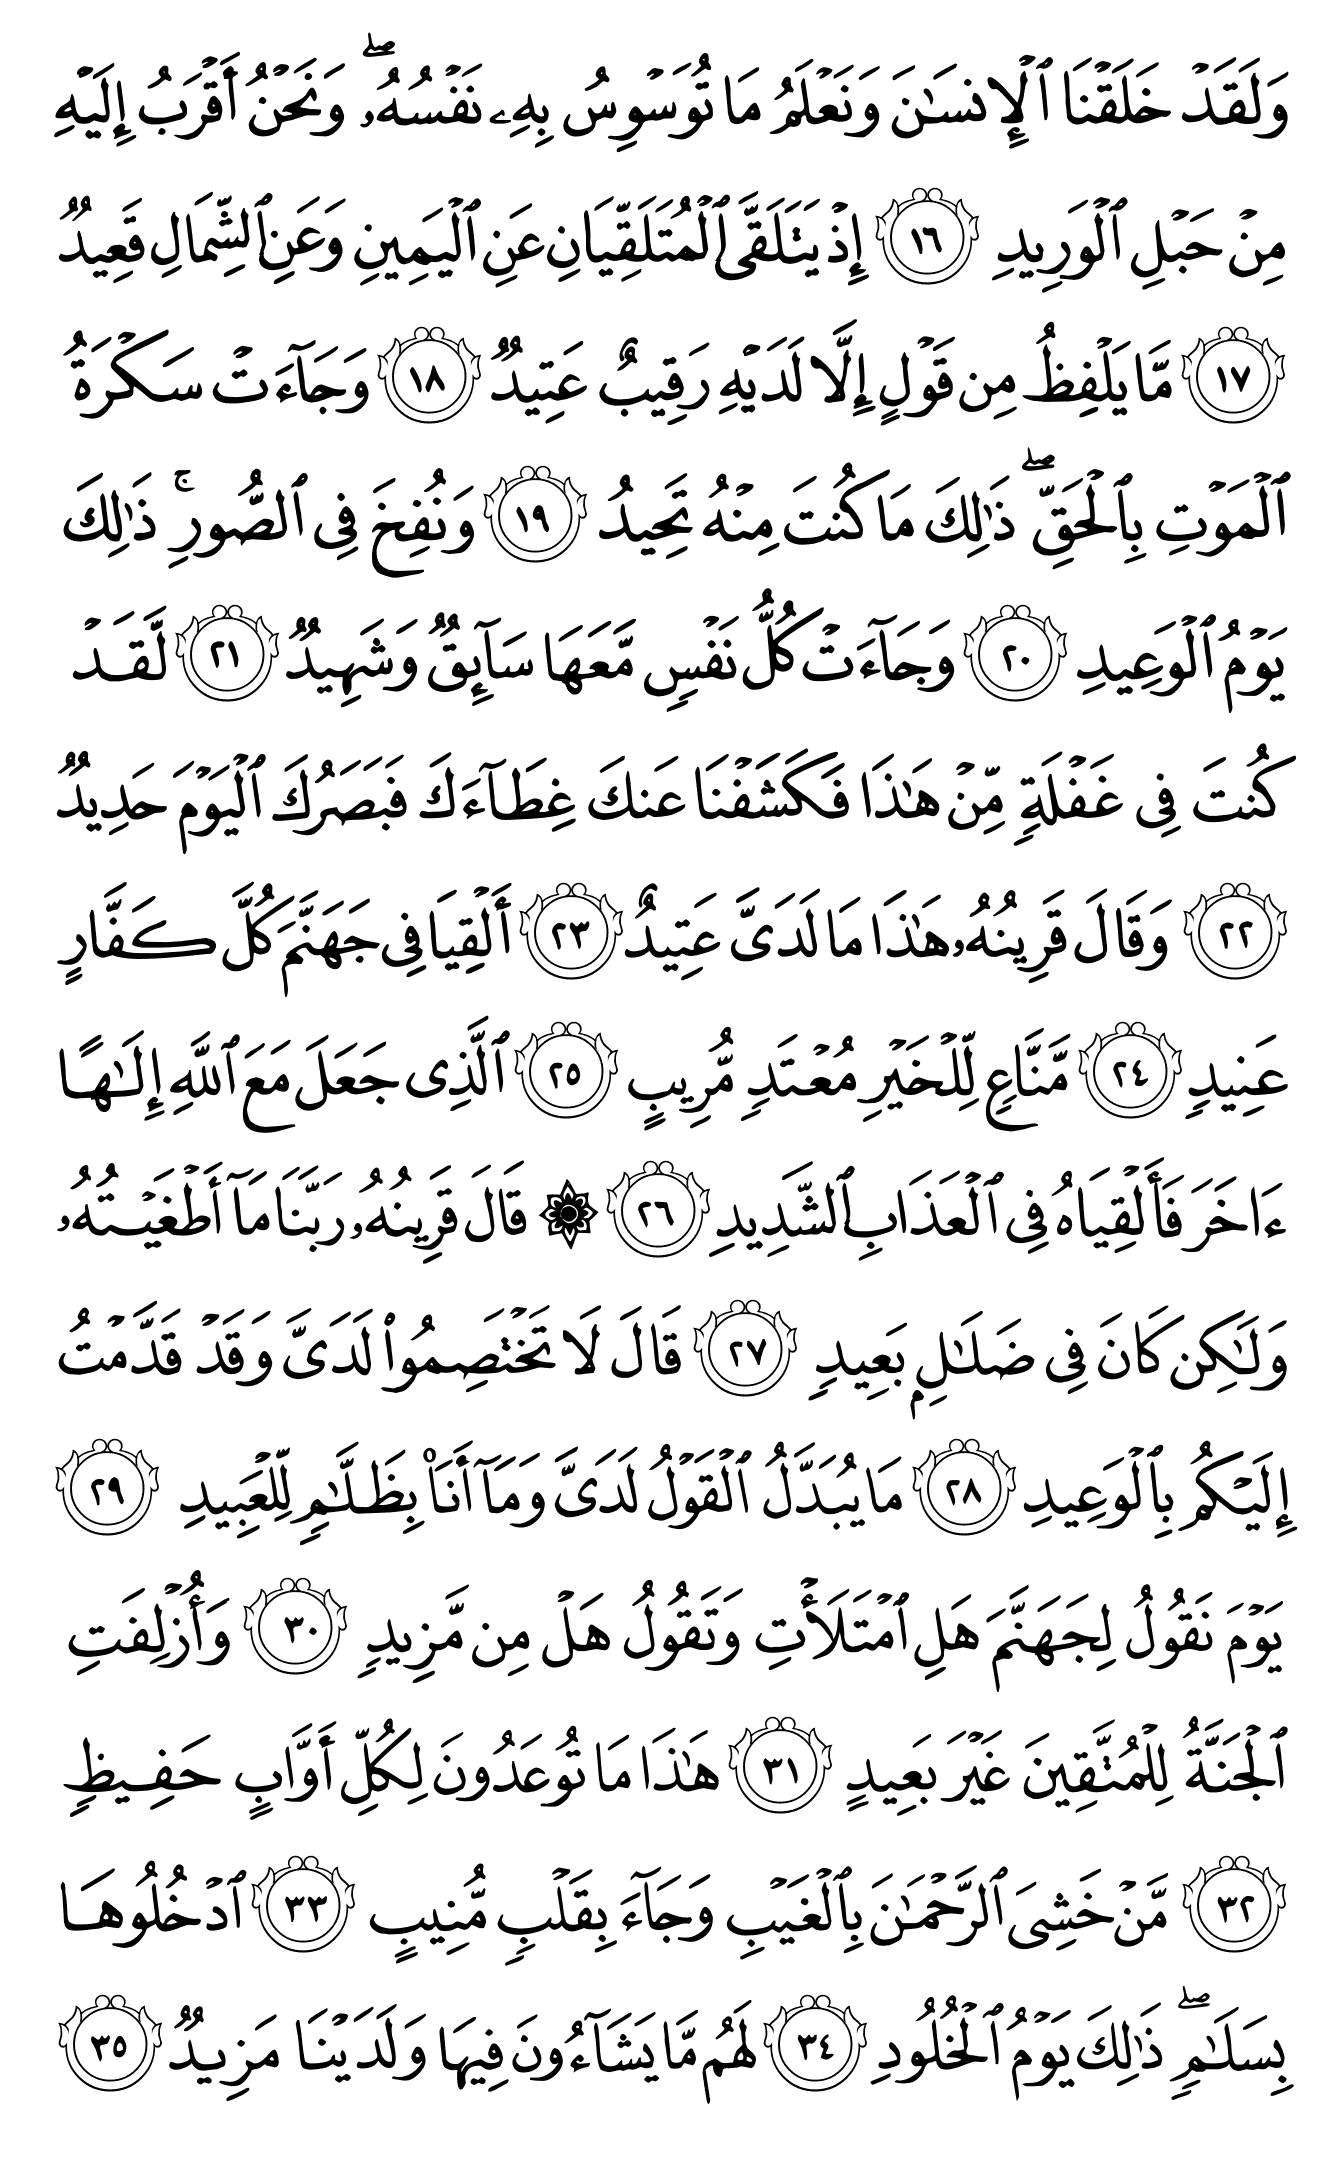 وَلَقَدْ خَلَقْنَا ٱلْإِنسَٰنَ وَنَعْلَمُ مَا تُوَسْوِسُ بِهِۦ نَفْسُهُۥ ۖ وَنَحْنُ أَقْرَبُ إِلَيْهِ
مِنْ حَبْلِ ٱلْوَرِيدِ ١٦ إِذْ يَتَلَقَّى ٱلْمُتَلَقِّيَانِ عَنِ ٱلْيَمِينِ وَعَنِ ٱلشِّمَالِ قَعِيدٌ
١٧ مَّا يَلْفِظُ مِن قَوْلٍ إِلَّا لَدَيْهِ رَقِيبٌ عَتِيدٌ ١٨ وَجَآءَتْ سَكْرَةُ
ٱلْمَوْتِ بِٱلْحَقِّ ۖ ذَٰلِكَ مَا كُنتَ مِنْهُ تَحِيدُ ١٩ وَنُفِخَ فِى ٱلصُّورِ ۚ ذَٰلِكَ
يَوْمُ ٱلْوَعِيدِ ٢٠ وَجَآءَتْ كُلُّ نَفْسٍ مَّعَهَا سَآئِقٌ وَشَهِيدٌ ٢١ لَّقَدْ
كُنتَ فِى غَفْلَةٍ مِّنْ هَٰذَا فَكَشَفْنَا عَنكَ غِطَآءَكَ فَبَصَرُكَ ٱلْيَوْمَ حَدِيدٌ
٢٢ وَقَالَ قَرِينُهُۥ هَٰذَا مَا لَدَىَّ عَتِيدٌ ٢٣ أَلْقِيَا فِى جَهَنَّمَ كُلَّ كَفَّارٍ
عَنِيدٍ ٢٤ مَّنَّاعٍ لِّلْخَيْرِ مُعْتَدٍ مُّرِيبٍ ٢٥ ٱلَّذِى جَعَلَ مَعَ ٱللَّهِ إِلَٰهًا
ءَاخَرَ فَأَلْقِيَاهُ فِى ٱلْعَذَابِ ٱلشَّدِيدِ ٢٦ ۞ قَالَ قَرِينُهُۥ رَبَّنَا مَآ أَطْغَيْتُهُۥ
وَلَٰكِن كَانَ فِى ضَلَٰلٍۭ بَعِيدٍ ٢٧ قَالَ لَا تَخْتَصِمُوا۟ لَدَىَّ وَقَدْ قَدَّمْتُ
إِلَيْكُم بِٱلْوَعِيدِ ٢٨ مَا يُبَدَّلُ ٱلْقَوْلُ لَدَىَّ وَمَآ أَنَا۠ بِظَلَّٰمٍ لِّلْعَبِيدِ ٢٩
يَوْمَ نَقُولُ لِجَهَنَّمَ هَلِ ٱمْتَلَأْتِ وَتَقُولُ هَلْ مِن مَّزِيدٍ ٣٠ وَأُزْلِفَتِ
ٱلْجَنَّةُ لِلْمُتَّقِينَ غَيْرَ بَعِيدٍ ٣١ هَٰذَا مَا تُوعَدُونَ لِكُلِّ أَوَّابٍ حَفِيظٍ
٣٢ مَّنْ خَشِىَ ٱلرَّحْمَٰنَ بِٱلْغَيْبِ وَجَآءَ بِقَلْبٍ مُّنِيبٍ ٣٣ ٱدْخُلُوهَا
بِسَلَٰمٍ ۖ ذَٰلِكَ يَوْمُ ٱلْخُلُودِ ٣٤ لَهُم مَّا يَشَآءُونَ فِيهَا وَلَدَيْنَا مَزِيدٌ ٣٥